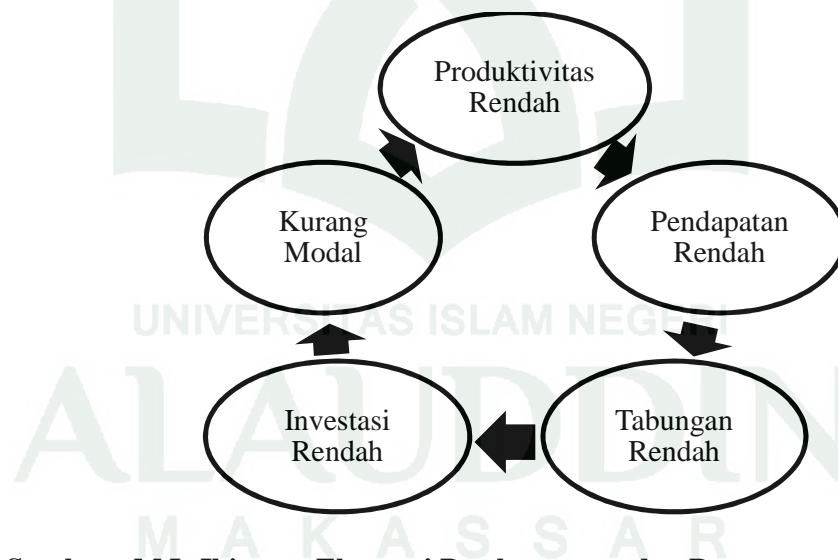 Produktivitas
Rendah
Kurang
Modal
Pendapatan
Rendah
UNIVERSITAS ISLAM NEGERI
ALAUDDIN
Investasi
Rendah
Tabungan
Rendah
M A K A S S A R